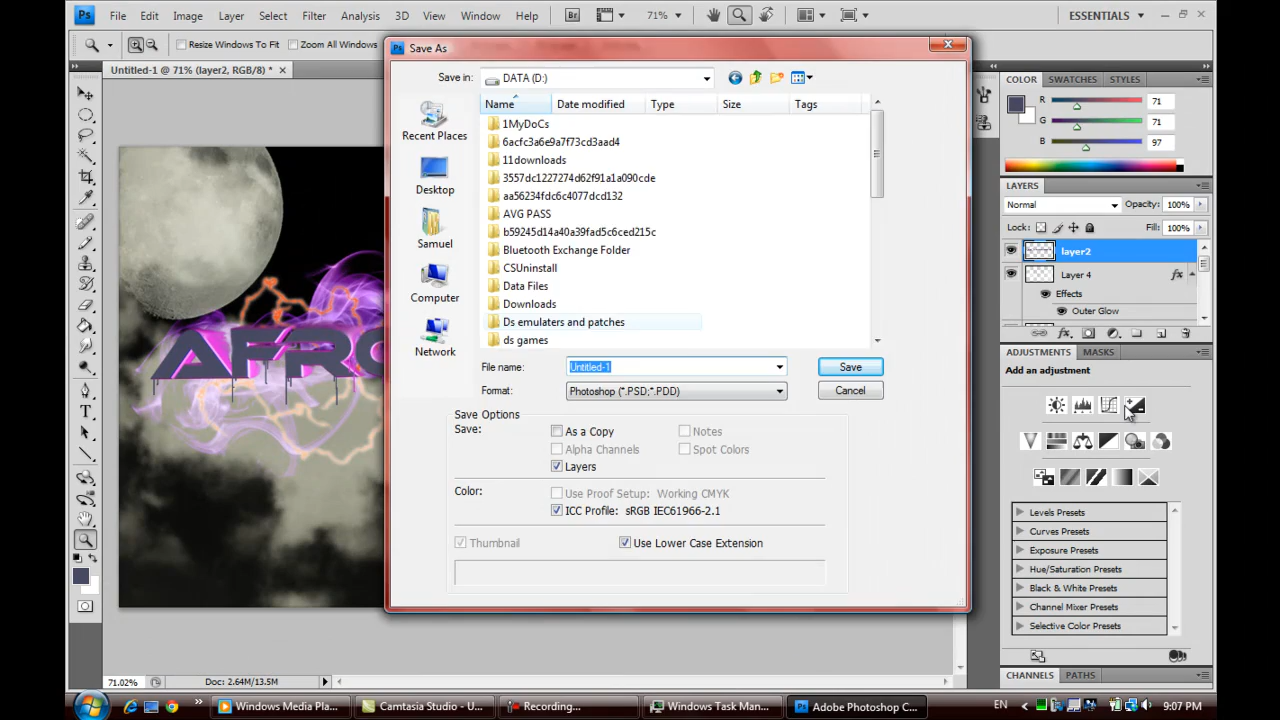 File Edit Image Layer Select Filter Analysis 3D View Window Help 71% ESSENTIALS
Resize Windows To Fit Zoom All Windows
Untitled-1 @ 71% (layer2, RGB/8) *
Save As
Save in: DATA (D:)
Name Date modified Type Size Tags
Recent Places
Desktop
Samuel
Computer
Network
1MyDoCs
6acfc3a6e9a7f73cd3aad4
11downloads
3557dc1227274d62f91a1a090cde
aa56234fdc6c4077dcd132
AVG PASS
b59245d14a40a39fad5c6ced215c
Bluetooth Exchange Folder
CSUninstall
Data Files
Downloads
Ds emulaters and patches
ds games
File name: Untitled-1 Save
Format: Photoshop (*.PSD;*.PDD) Cancel
Save Options
Save: As a Copy Notes
Alpha Channels Spot Colors
Layers
Color: Use Proof Setup: Working CMYK
ICC Profile: sRGB IEC61966-2.1
Thumbnail Use Lower Case Extension
AFRO
COLOR SWATCHES STYLES
R 71
G 71
B 97
LAYERS
Normal Opacity: 100%
Lock: Fill: 100%
layer2
Layer 4 fx
Effects
Outer Glow
ADJUSTMENTS MASKS
Add an adjustment
Levels Presets
Curves Presets
Exposure Presets
Hue/Saturation Presets
Black & White Presets
Channel Mixer Presets
Selective Color Presets
CHANNELS PATHS
71.02% Doc: 2.64M/13.5M
Windows Media Pla... Camtasia Studio - U... Recording... Windows Task Man... Adobe Photoshop C... EN 9:07 PM